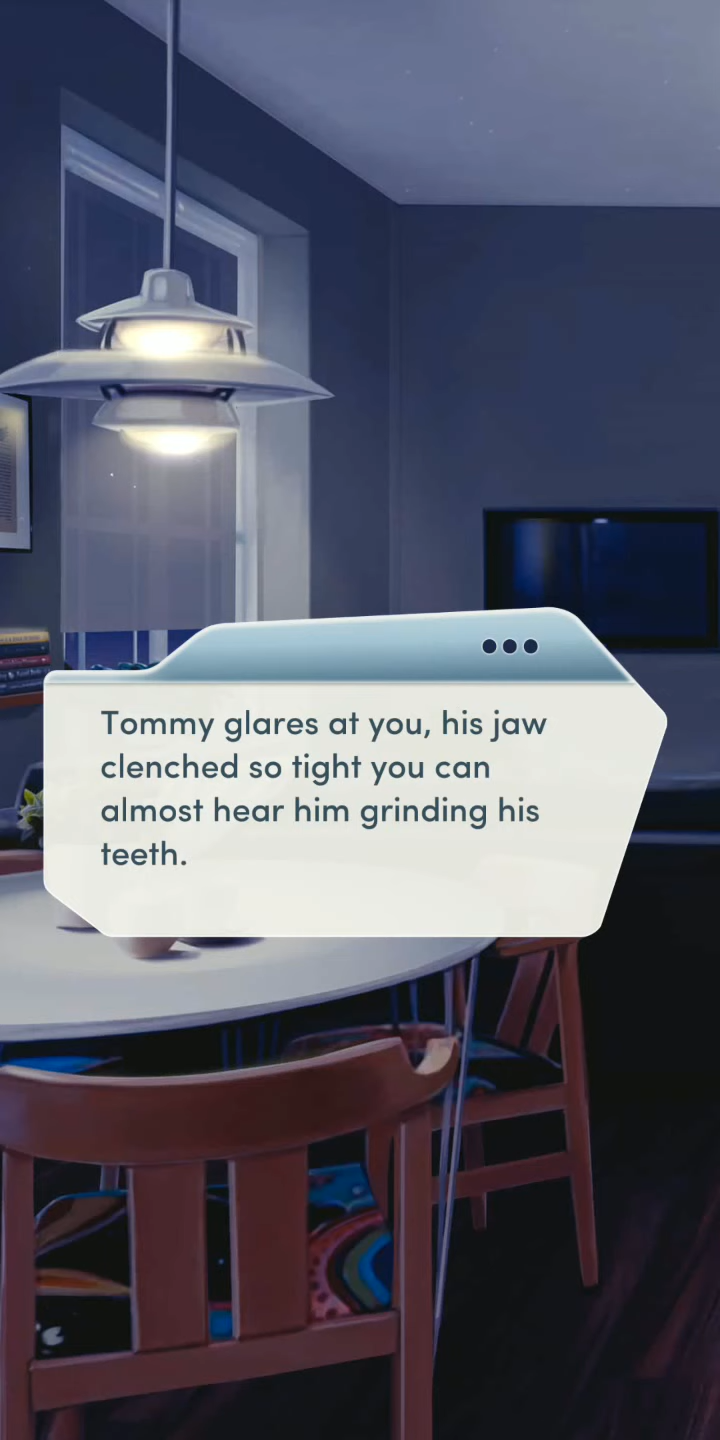 Tommy glares at you, his jaw
clenched so tight you can
almost hear him grinding his
teeth.